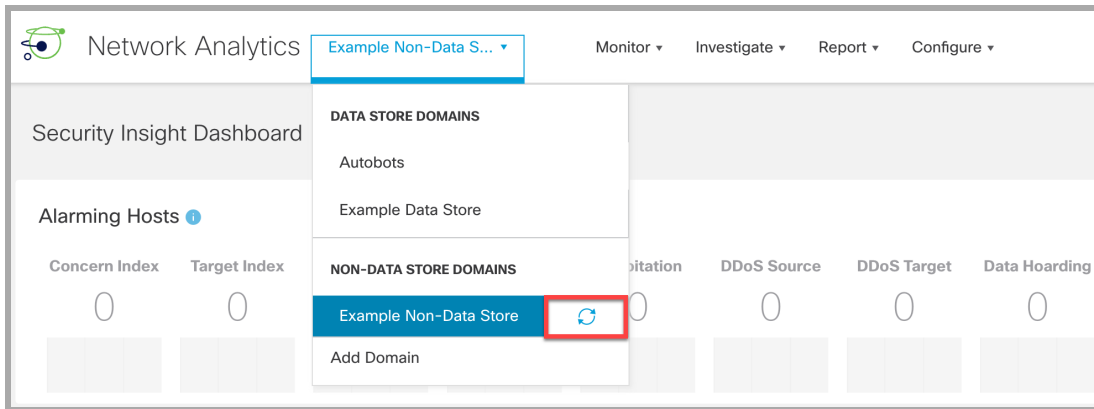 Network Analytics
Example Non-Data S...
Monitor
Investigate
Report
Configure
Security Insight Dashboard
DATA STORE DOMAINS
Autobots
Example Data Store
NON-DATA STORE DOMAINS
Example Non-Data Store
Add Domain
Alarming Hosts
Concern Index
Target Index
DDoS Source
DDoS Target
Data Hoarding
0
0
0
0
0
0